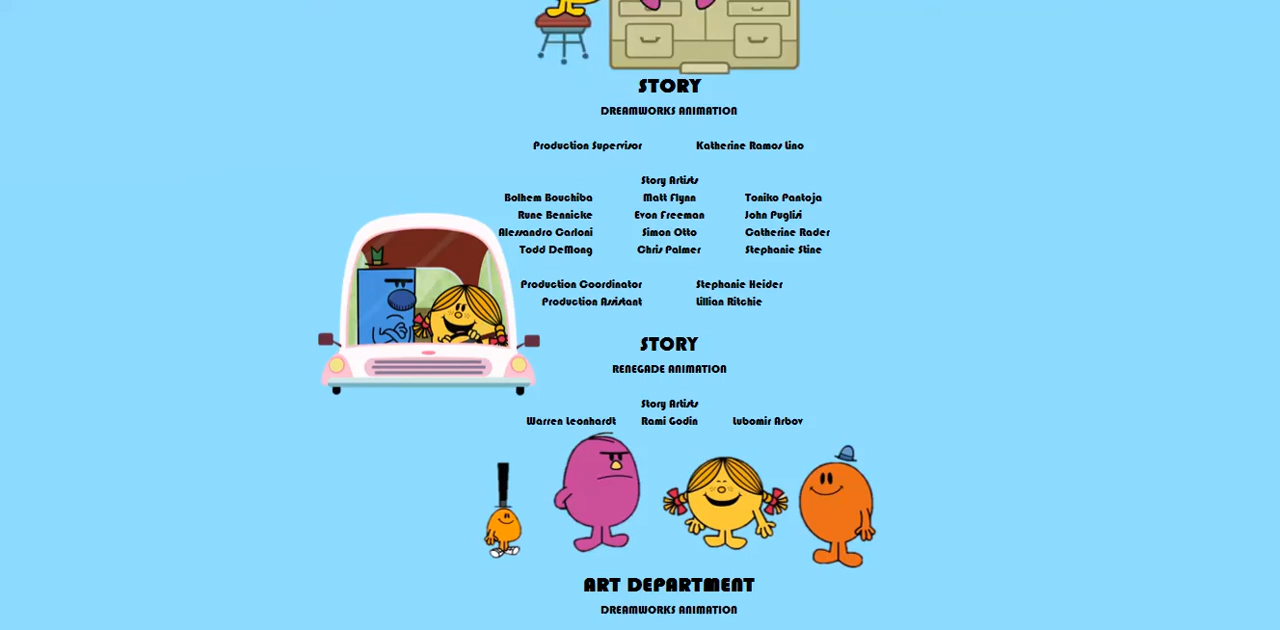 STORY
DREAMWORKS ANIMATION
Production Supervisor Katherine Ramos Lino
Story Artists
Bolhem Bouchiba Matt Flynn Toniko Pantoja
Rune Bennicke Evon Freeman John Puglisi
Alessandro Carloni Simon Otto Catherine Rader
Todd DeMong Chris Palmer Stephanie Stine
Production Coordinator Stephanie Heider
Production Assistant Lillian Ritchie
STORY
RENEGADE ANIMATION
Story Artists
Warren Leonhardt Rami Godin Lubomir Arbov
ART DEPARTMENT
DREAMWORKS ANIMATION